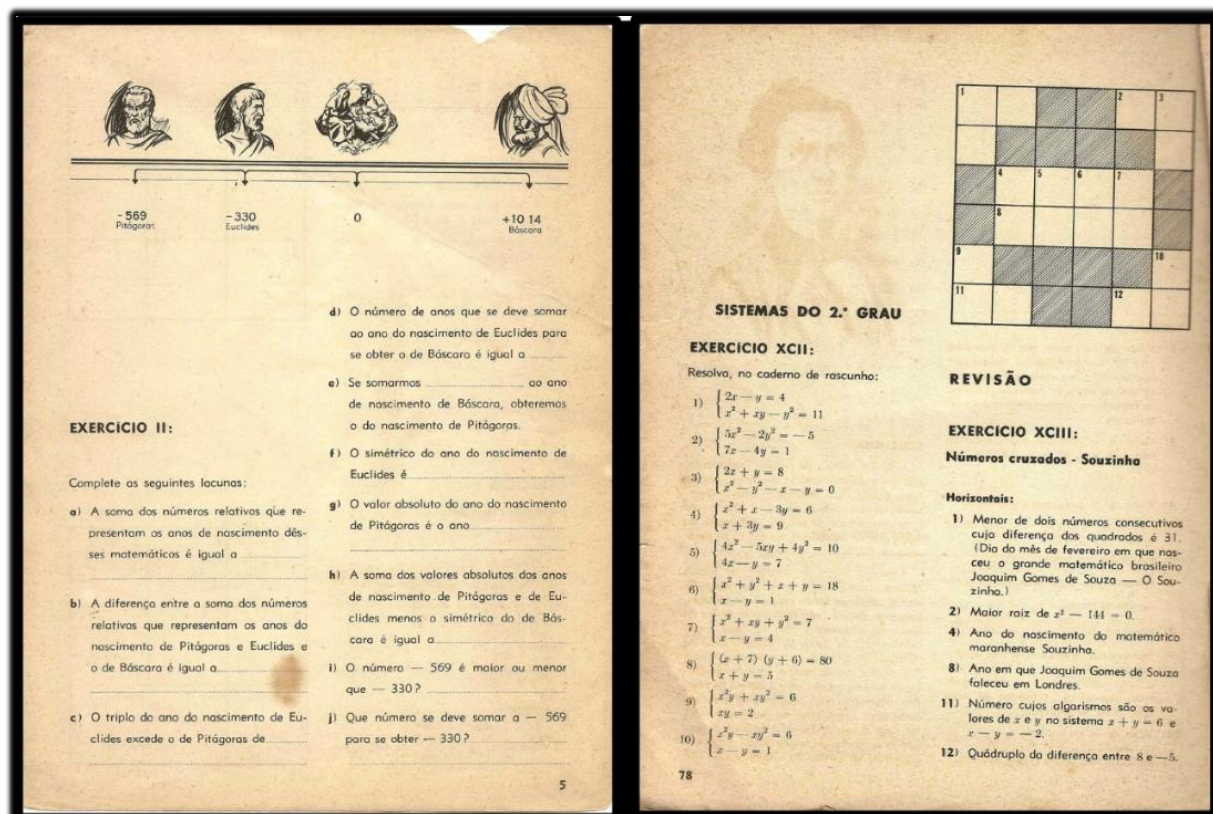 - 569
Pitágoras
- 330
Euclides
0
+10 14
Báscara
EXERCÍCIO II:
Complete as seguintes lacunas:
a) A soma dos números relativos que re-
presentam os anos de nascimento dês-
ses matemáticos é igual a
b) A diferença entre a soma dos números
relativos que representam os anos do
nascimento de Pitágoras e Euclides e
o de Báscara é igual a
c) O triplo do ano do nascimento de Eu-
clides excede o de Pitágoras de
d) O número de anos que se deve somar
ao ano do nascimento de Euclides para
se obter o de Báscara é igual a
e) Se somarmos ao ano
de nascimento de Báscara, obteremos
o do nascimento de Pitágoras.
f) O simétrico do ano do nascimento de
Euclides é
g) O valor absoluto do ano do nascimento
de Pitágoras é o ano
h) A soma dos valores absolutos dos anos
de nascimento de Pitágoras e de Eu-
clides menos o simétrico do de Bás-
cara é igual a
i) O número — 569 é maior ou menor
que — 330?
j) Que número se deve somar a — 569
para se obter — 330?
5
SISTEMAS DO 2.º GRAU
EXERCÍCIO XCII:
Resolva, no caderno de rascunho:
1) 2x — y = 4
x² + xy — y² = 11
2) 5x² — 2y² = — 5
7x — 4y = 1
3) 2x + y = 8
x² — y² — x — y = 0
4) x² + x — 3y = 6
x + 3y = 9
5) 4x² — 5xy + 4y² = 10
4x — y = 7
6) x² + y² + x + y = 18
x — y = 1
7) x² + xy + y² = 7
x — y = 4
8) (x + 7) (y + 6) = 80
x + y = 5
9) x²y + xy² = 6
xy = 2
10) x²y — xy² = 6
x — y = 1
78
1 2 3
4 5 6 7
8
9 10
11 12
REVISÃO
EXERCÍCIO XCIII:
Números cruzados - Souzinha
Horizontais:
1) Menor de dois números consecutivos
cuja diferença dos quadrados é 31.
(Dia do mês de fevereiro em que nas-
ceu o grande matemático brasileiro
Joaquim Gomes de Souza — O Sou-
zinha.)
2) Maior raiz de x² — 144 = 0.
4) Ano do nascimento do matemático
maranhense Souzinha.
8) Ano em que Joaquim Gomes de Souza
faleceu em Londres.
11) Número cujos algarismos são os va-
lores de x e y no sistema x + y = 6 e
x — y = — 2.
12) Quádruplo da diferença entre 8 e —5.